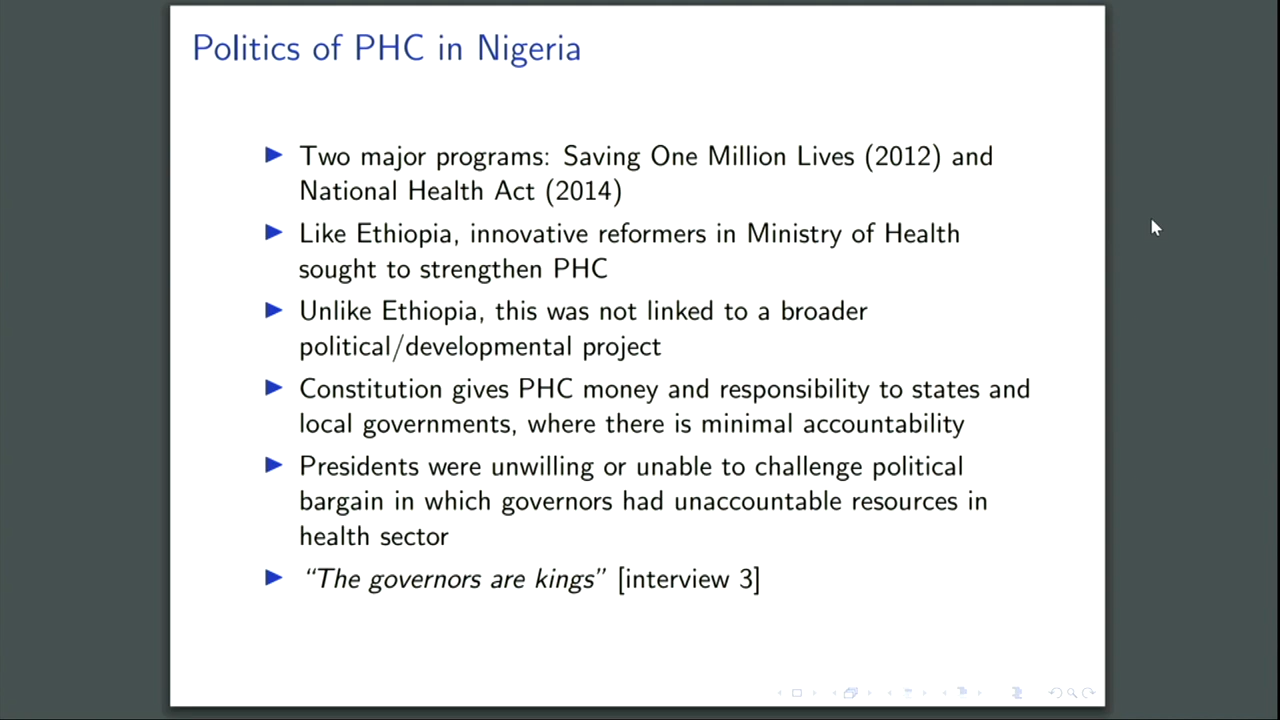 Politics of PHC in Nigeria
Two major programs: Saving One Million Lives (2012) and
National Health Act (2014)
Like Ethiopia, innovative reformers in Ministry of Health
sought to strengthen PHC
Unlike Ethiopia, this was not linked to a broader
political/developmental project
Constitution gives PHC money and responsibility to states and
local governments, where there is minimal accountability
Presidents were unwilling or unable to challenge political
bargain in which governors had unaccountable resources in
health sector
“The governors are kings” [interview 3]